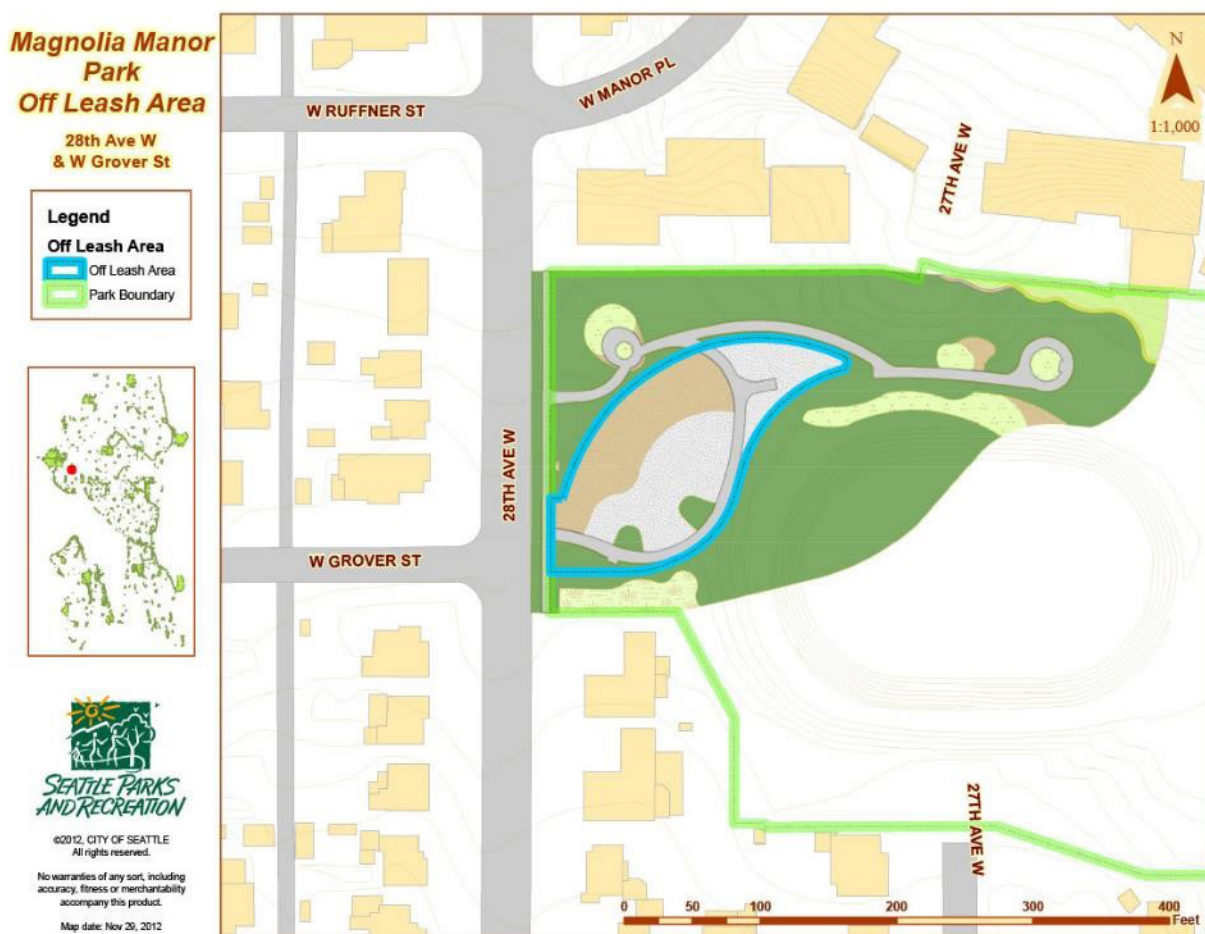 Magnolia Manor
Park
Off Leash Area
28th Ave W
& W Grover St
Legend
Off Leash Area
Off Leash Area
Park Boundary
SEATTLE PARKS
AND RECREATION
©2012, CITY OF SEATTLE
All rights reserved.
No warranties of any sort, including
accuracy, fitness or merchantability
accompany this product.
Map date: Nov 29, 2012
W RUFFNER ST
W MANOR PL
N
1:1,000
27TH AVE W
28TH AVE W
W GROVER ST
27TH AVE W
0 50 100 200 300 400
Feet